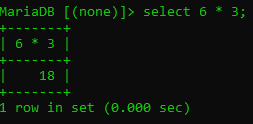 MariaDB [(none)]> select 6 * 3;
+-------+
| 6 * 3 |
+-------+
|    18 |
+-------+
1 row in set (0.000 sec)